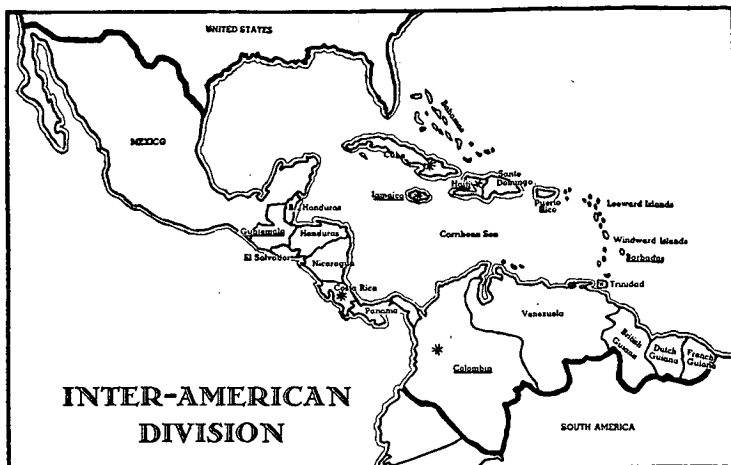 UNITED STATES
MEXICO
Bahamas
Cuba
Haiti
Santo
Domingo
Jamaica
Puerto
Rico
Leeward Islands
B. Honduras
Guatemala
Honduras
Carribean Sea
Windward Islands
Barbados
El Salvador
Nicaragua
Costa Rica
Trinidad
Panama
Venezuela
British
Guiana
Dutch
Guiana
French
Guiana
Colombia
INTER-AMERICAN
DIVISION
SOUTH AMERICA